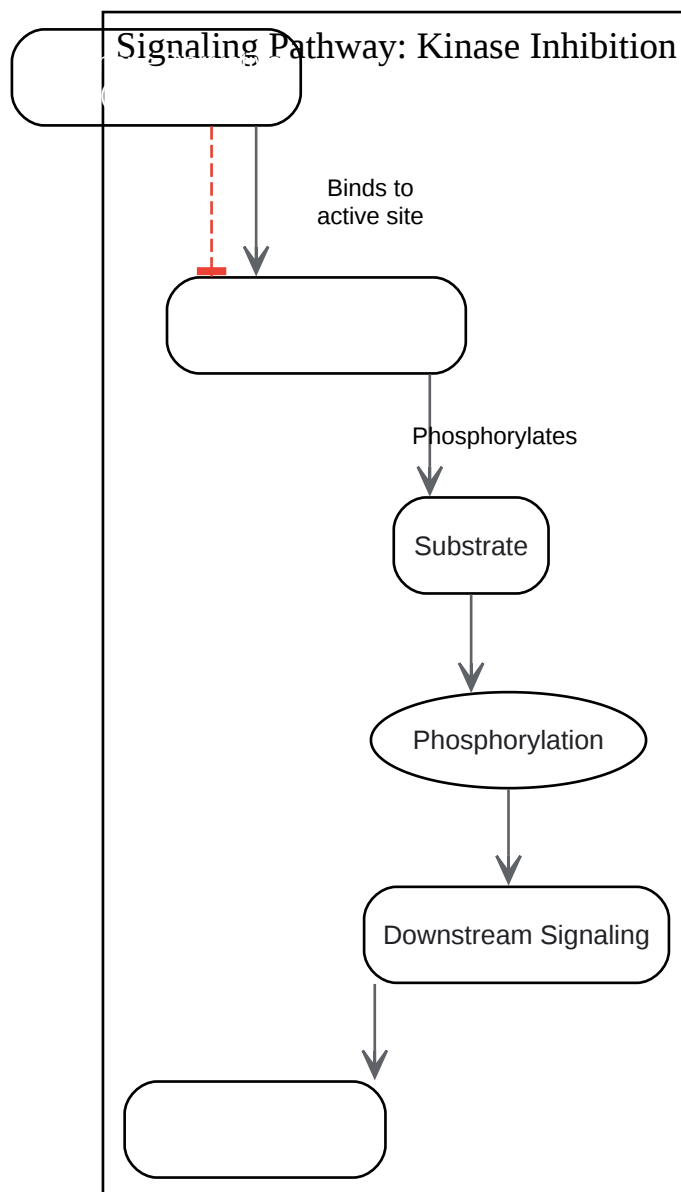 Signaling Pathway: Kinase Inhibition
Binds to
active site
Phosphorylates
Substrate
Phosphorylation
Downstream Signaling